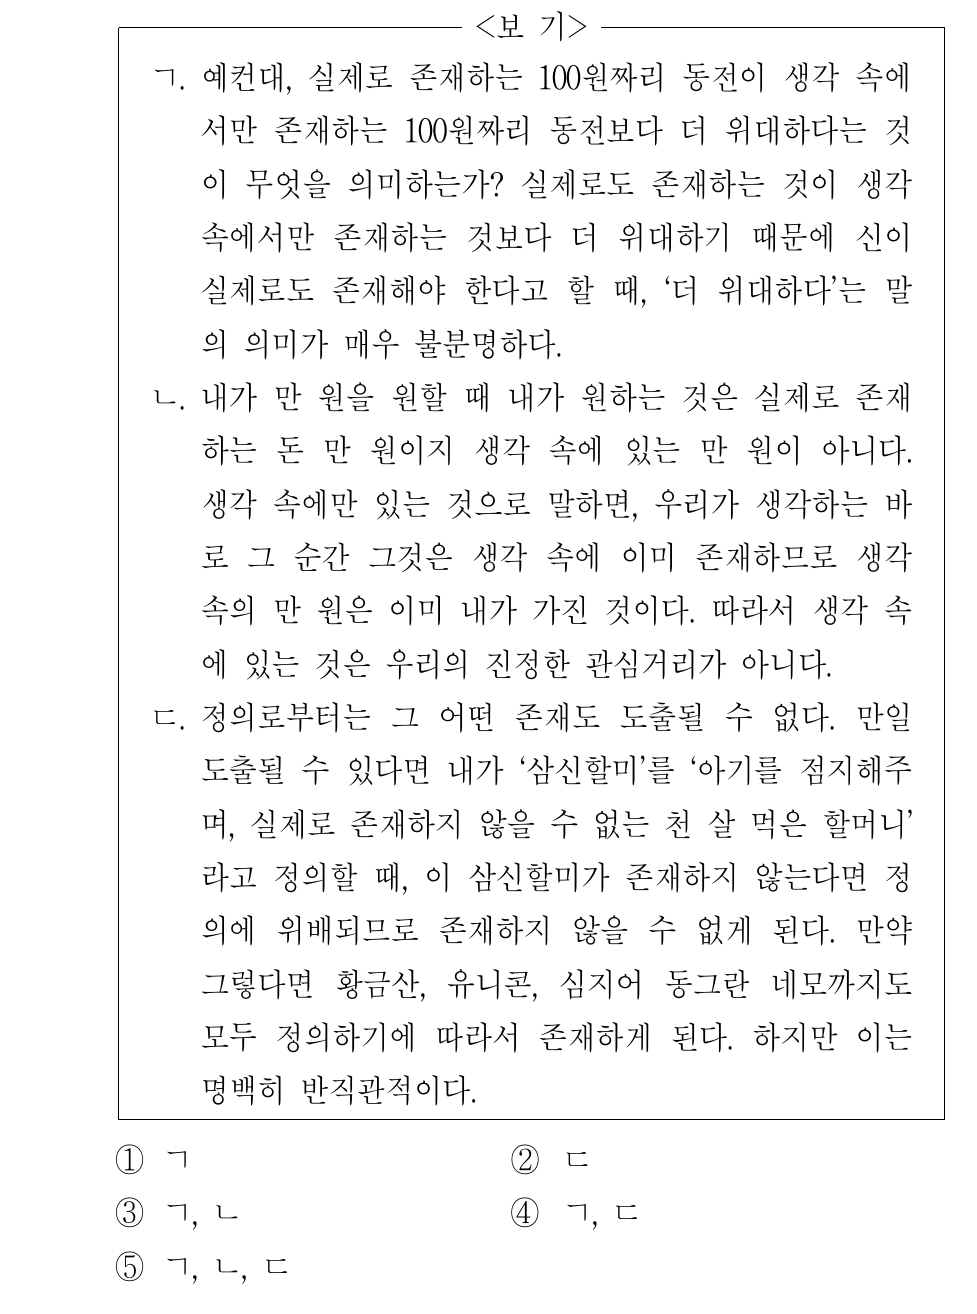 <보 기>
ㄱ. 예컨대, 실제로 존재하는 100원짜리 동전이 생각 속에
서만 존재하는 100원짜리 동전보다 더 위대하다는 것
이 무엇을 의미하는가? 실제로도 존재하는 것이 생각
속에서만 존재하는 것보다 더 위대하기 때문에 신이
실제로도 존재해야 한다고 할 때, ‘더 위대하다’는 말
의 의미가 매우 불분명하다.
ㄴ. 내가 만 원을 원할 때 내가 원하는 것은 실제로 존재
하는 돈 만 원이지 생각 속에 있는 만 원이 아니다.
생각 속에만 있는 것으로 말하면, 우리가 생각하는 바
로 그 순간 그것은 생각 속에 이미 존재하므로 생각
속의 만 원은 이미 내가 가진 것이다. 따라서 생각 속
에 있는 것은 우리의 진정한 관심거리가 아니다.
ㄷ. 정의로부터는 그 어떤 존재도 도출될 수 없다. 만일
도출될 수 있다면 내가 ‘삼신할미’를 ‘아기를 점지해주
며, 실제로 존재하지 않을 수 없는 천 살 먹은 할머니’
라고 정의할 때, 이 삼신할미가 존재하지 않는다면 정
의에 위배되므로 존재하지 않을 수 없게 된다. 만약
그렇다면 황금산, 유니콘, 심지어 동그란 네모까지도
모두 정의하기에 따라서 존재하게 된다. 하지만 이는
명백히 반직관적이다.
① ㄱ ② ㄷ
③ ㄱ, ㄴ ④ ㄱ, ㄷ
⑤ ㄱ, ㄴ, ㄷ